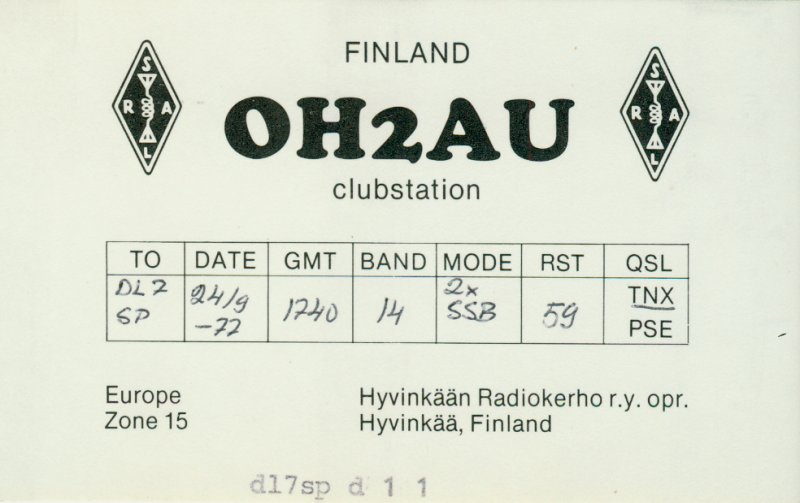 FINLAND
S
R A
L
OH2AU
S
R A
L
clubstation
TO DATE GMT BAND MODE RST QSL
DL7 24/9 1740 14 2x 59 TNX
SP -77 SSB PSE
Europe
Zone 15
Hyvinkään Radiokerho r.y. opr.
Hyvinkää, Finland
dl7sp d 1 1